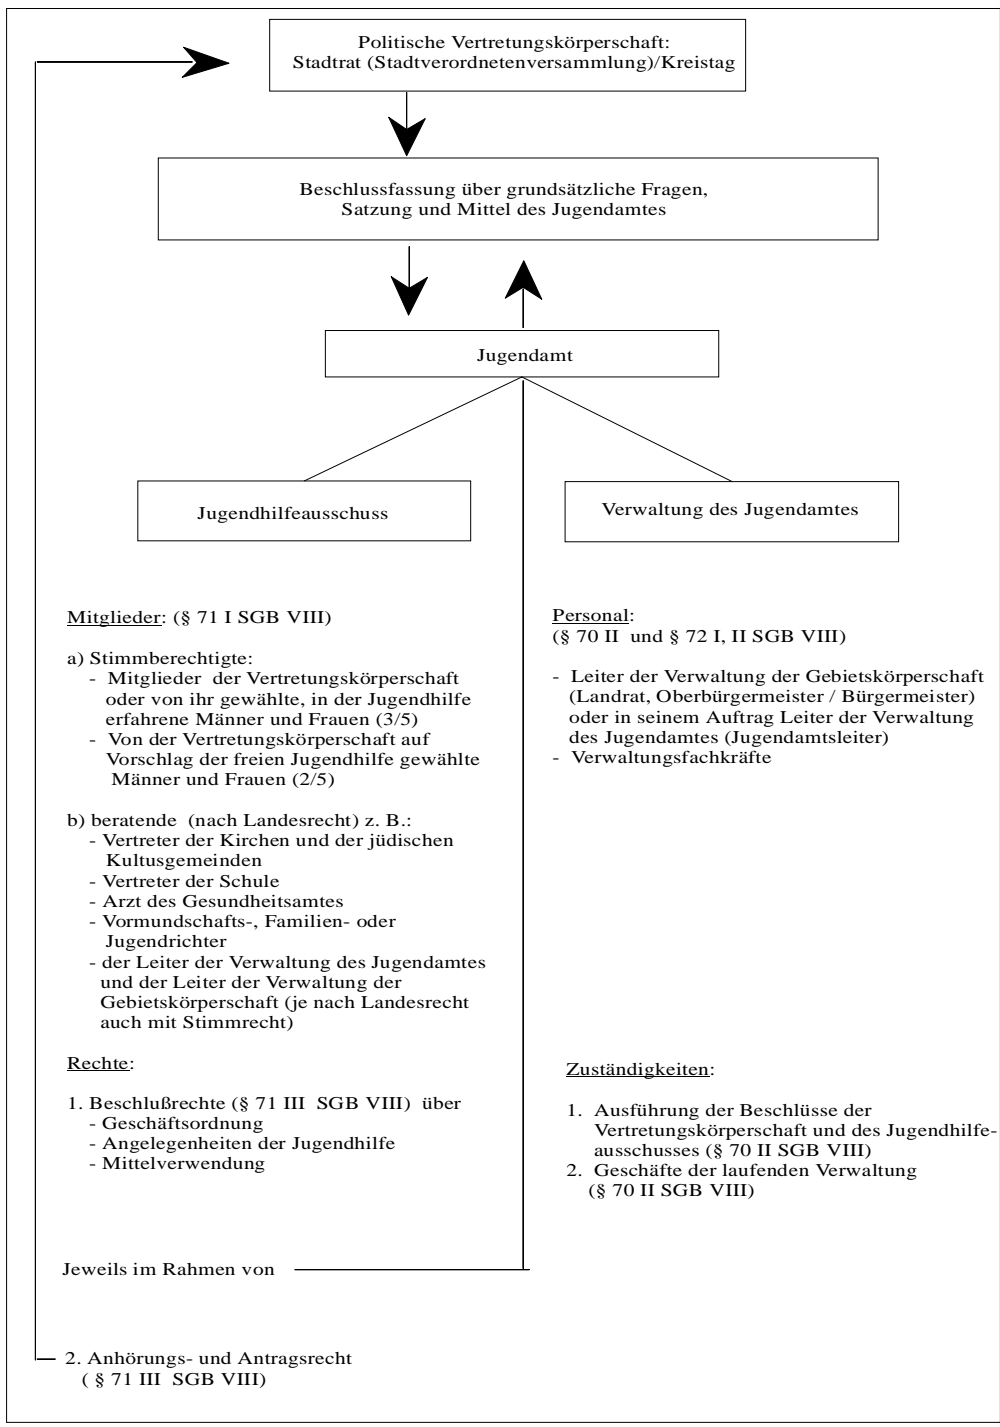 Politische Vertretungskörperschaft:
Stadtrat (Stadtverordnetenversammlung)/Kreistag
Beschlussfassung über grundsätzliche Fragen,
Satzung und Mittel des Jugendamtes
Jugendamt
Jugendhilfeausschuss
Verwaltung des Jugendamtes
Mitglieder: (§ 71 I SGB VIII)
a) Stimmberechtigte:
- Mitglieder der Vertretungskörperschaft
oder von ihr gewählte, in der Jugendhilfe
erfahrene Männer und Frauen (3/5)
- Von der Vertretungskörperschaft auf
Vorschlag der freien Jugendhilfe gewählte
Männer und Frauen (2/5)
b) beratende (nach Landesrecht) z. B.:
- Vertreter der Kirchen und der jüdischen
Kultusgemeinden
- Vertreter der Schule
- Arzt des Gesundheitsamtes
- Vormundschafts-, Familien- oder
Jugendrichter
- der Leiter der Verwaltung des Jugendamtes
und der Leiter der Verwaltung der
Gebietskörperschaft (je nach Landesrecht
auch mit Stimmrecht)
Rechte:
1. Beschlußrechte (§ 71 III SGB VIII) über
- Geschäftsordnung
- Angelegenheiten der Jugendhilfe
- Mittelverwendung
Jeweils im Rahmen von
2. Anhörungs- und Antragsrecht
( § 71 III SGB VIII)
Personal:
(§ 70 II und § 72 I, II SGB VIII)
- Leiter der Verwaltung der Gebietskörperschaft
(Landrat, Oberbürgermeister / Bürgermeister)
oder in seinem Auftrag Leiter der Verwaltung
des Jugendamtes (Jugendamtsleiter)
- Verwaltungsfachkräfte
Zuständigkeiten:
1. Ausführung der Beschlüsse der
Vertretungskörperschaft und des Jugendhilfe-
ausschusses (§ 70 II SGB VIII)
2. Geschäfte der laufenden Verwaltung
(§ 70 II SGB VIII)